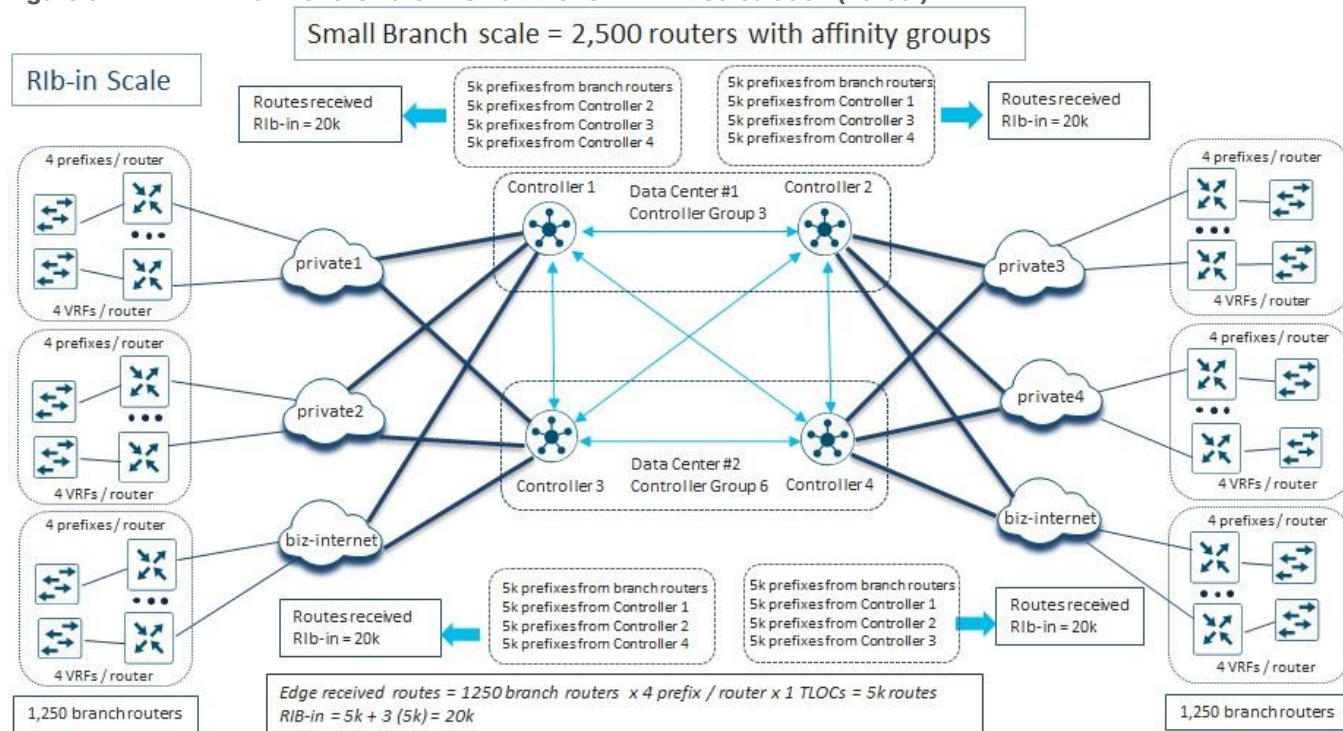 Small Branch scale = 2,500 routers with affinity groups
RIb-in Scale
Routes received
RIb-in = 20k
5k prefixes from branch routers
5k prefixes from Controller 2
5k prefixes from Controller 3
5k prefixes from Controller 4
5k prefixes from branch routers
5k prefixes from Controller 1
5k prefixes from Controller 3
5k prefixes from Controller 4
Routes received
RIb-in = 20k
4 prefixes / router
4 VRFs / router
4 prefixes / router
4 VRFs / router
4 prefixes / router
4 VRFs / router
1,250 branch routers
private1
private2
biz-internet
Controller 1
Data Center #1
Controller Group 3
Controller 2
Controller 3
Data Center #2
Controller Group 6
Controller 4
private3
private4
biz-internet
4 prefixes / router
4 VRFs / router
4 prefixes / router
4 VRFs / router
4 prefixes / router
4 VRFs / router
1,250 branch routers
Routes received
RIb-in = 20k
5k prefixes from branch routers
5k prefixes from Controller 1
5k prefixes from Controller 2
5k prefixes from Controller 4
5k prefixes from branch routers
5k prefixes from Controller 1
5k prefixes from Controller 2
5k prefixes from Controller 3
Routes received
RIb-in = 20k
Edge received routes = 1250 branch routers x 4 prefix / router x 1 TLOCs = 5k routes
RIB-in = 5k + 3 (5k) = 20k